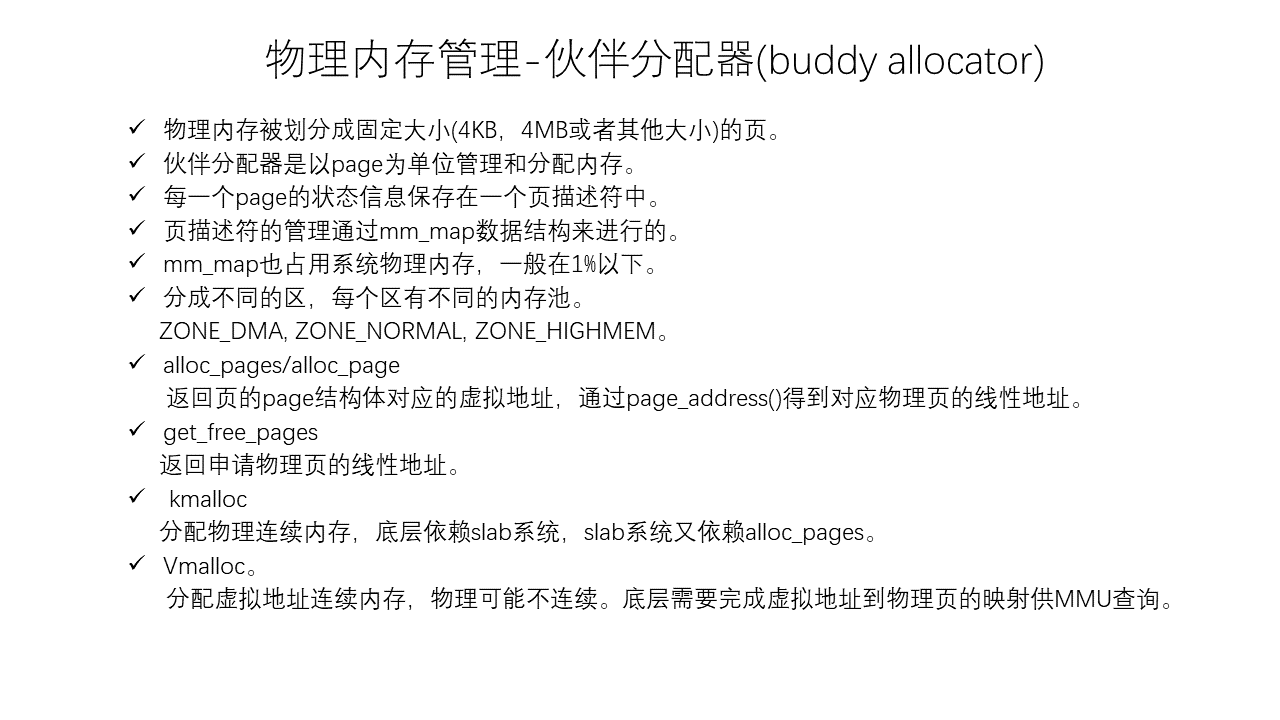 物理内存管理-伙伴分配器(buddy allocator)
✓ 物理内存被划分成固定大小(4KB，4MB或者其他大小)的页。
✓ 伙伴分配器是以page为单位管理和分配内存。
✓ 每一个page的状态信息保存在一个页描述符中。
✓ 页描述符的管理通过mm_map数据结构来进行的。
✓ mm_map也占用系统物理内存，一般在1%以下。
✓ 分成不同的区，每个区有不同的内存池。
ZONE_DMA, ZONE_NORMAL, ZONE_HIGHMEM。
✓ alloc_pages/alloc_page
返回页的page结构体对应的虚拟地址，通过page_address()得到对应物理页的线性地址。
✓ get_free_pages
返回申请物理页的线性地址。
✓ kmalloc
分配物理连续内存，底层依赖slab系统，slab系统又依赖alloc_pages。
✓ Vmalloc。
分配虚拟地址连续内存，物理可能不连续。底层需要完成虚拟地址到物理页的映射供MMU查询。